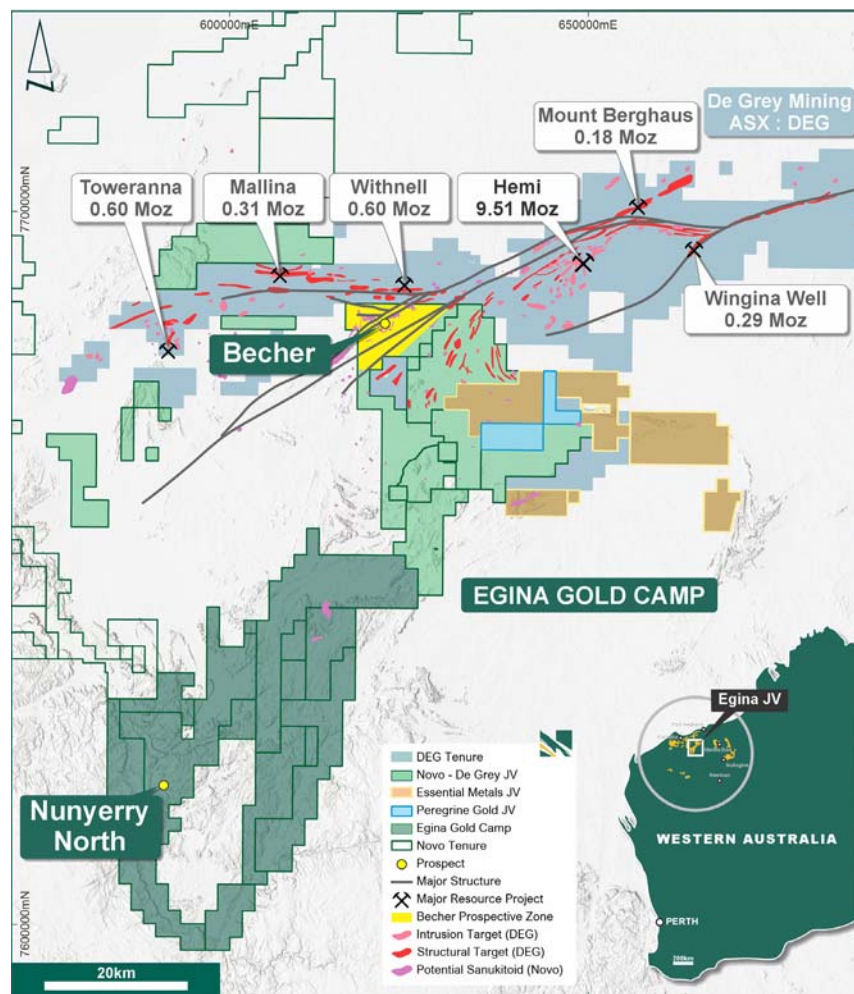 600000mE
650000mE
N
7700000mN
7600000mN
De Grey Mining
ASX : DEG
Mount Berghaus
0.18 Moz
Toweranna
0.60 Moz
Mallina
0.31 Moz
Withnell
0.60 Moz
Hemi
9.51 Moz
Wingina Well
0.29 Moz
Becher
EGINA GOLD CAMP
Nunyerry
North
DEG Tenure
Novo - De Grey JV
Essential Metals JV
Peregrine Gold JV
Egina Gold Camp
Novo Tenure
Prospect
Major Structure
Major Resource Project
Becher Prospective Zone
Intrusion Target (DEG)
Structural Target (DEG)
Potential Sanukitoid (Novo)
20km
Egina JV
WESTERN AUSTRALIA
PERTH
200km